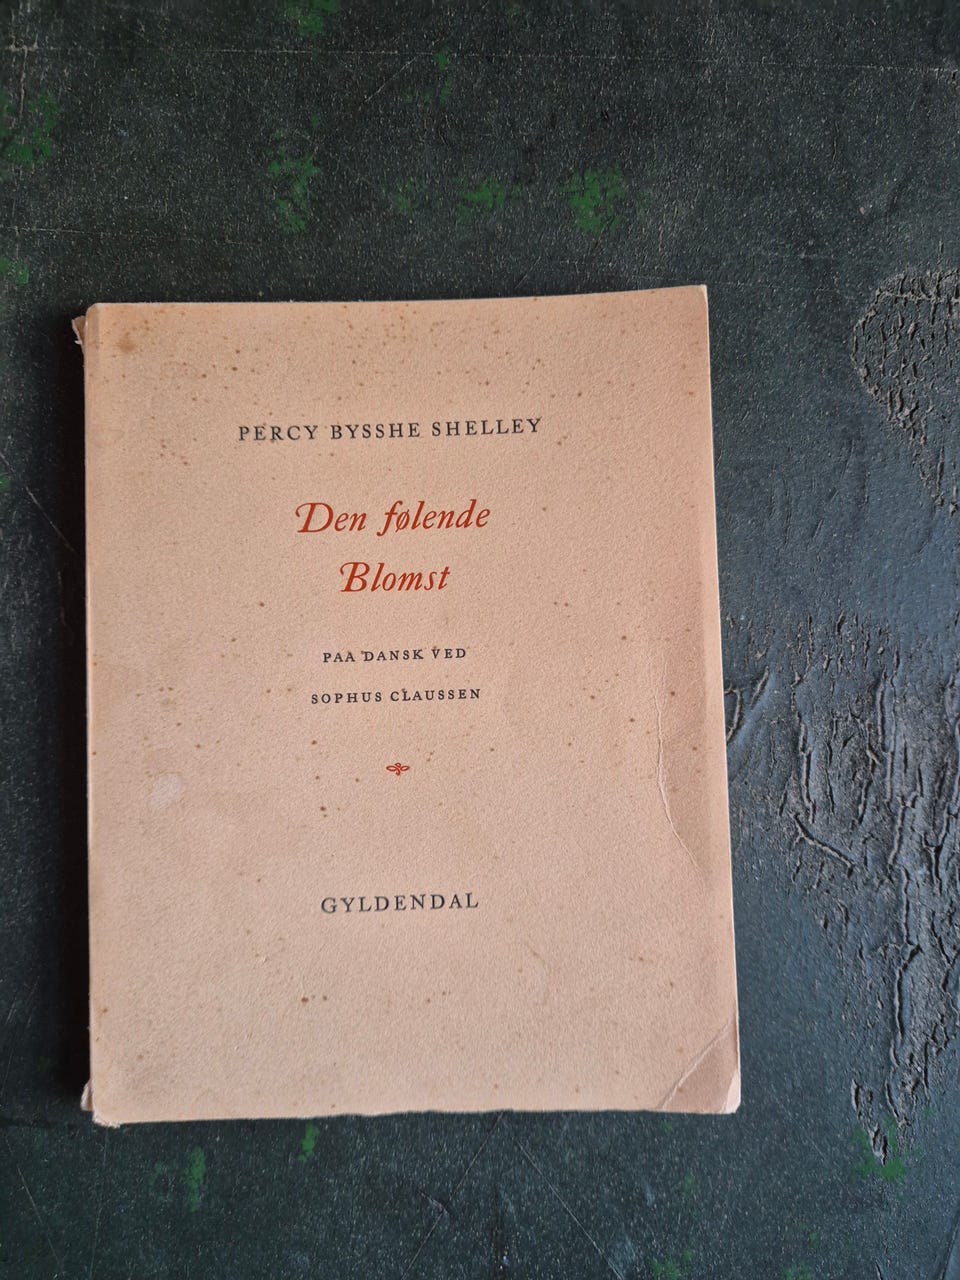 PERCY BYSSHE SHELLEY
Den følende
Blomst
PAA DANSK VED
SOPHUS CLAUSSEN
GYLDENDAL